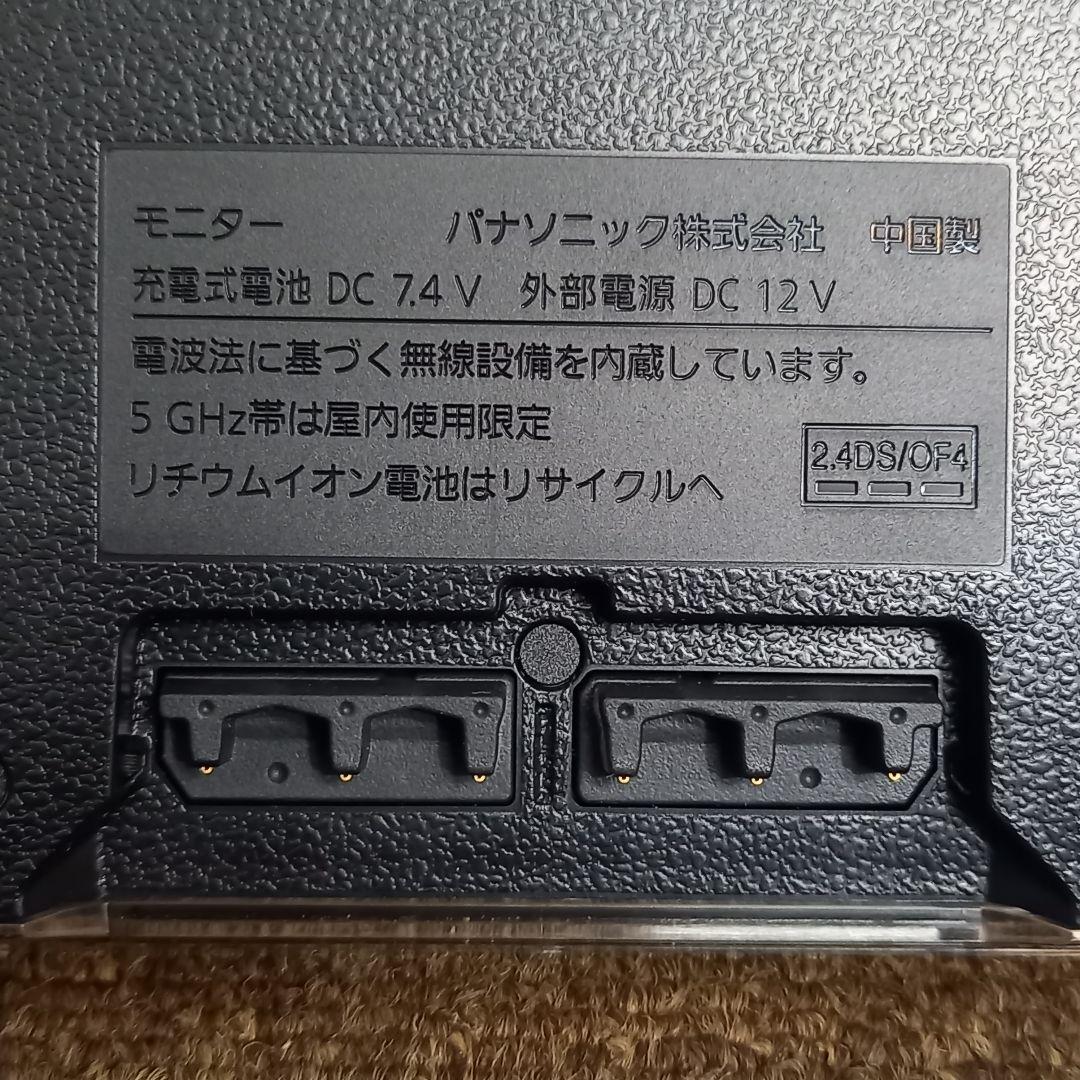 モニター パナソニック株式会社 中国製
充電式電池 DC 7.4 V 外部電源 DC 12 V
電波法に基づく無線設備を内蔵しています。
5 GHz帯は屋内使用限定
2.4DS/OF4
リチウムイオン電池はリサイクルへ